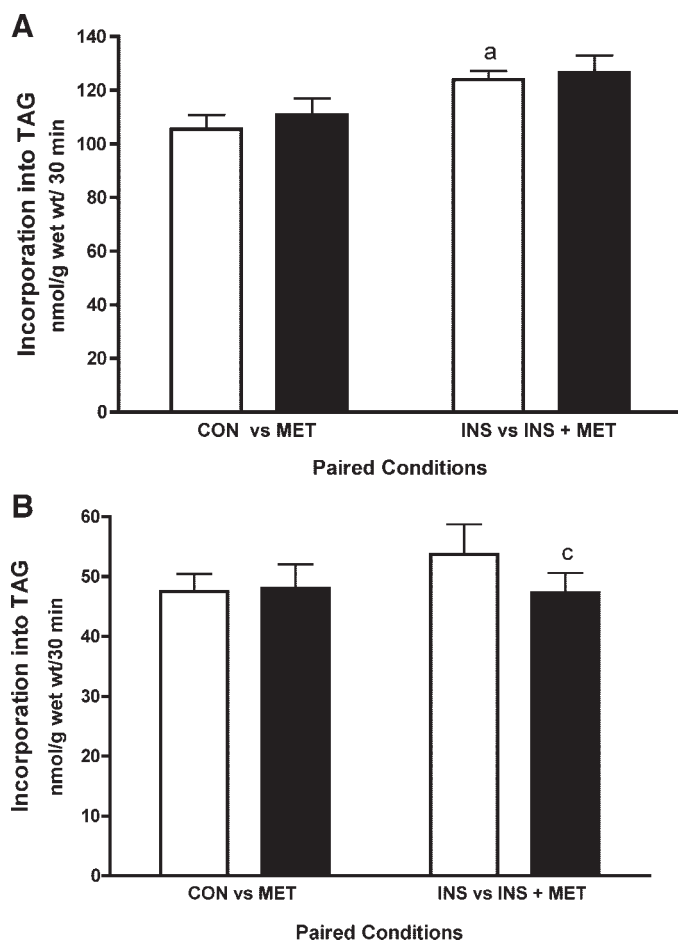 A
Incorporation into TAG
nmol/g wet wt/ 30 min
140
120
100
80
60
40
20
0
a
CON vs MET
INS vs INS + MET
Paired Conditions
B
Incorporation into TAG
nmol/g wet wt/30 min
60
50
40
30
20
10
0
c
CON vs MET
INS vs INS + MET
Paired Conditions